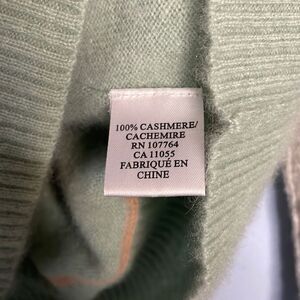 100% CASHMERE/
CACHEMIRE
RN 107764
CA 11055
FABRIQUÉ EN
CHINE